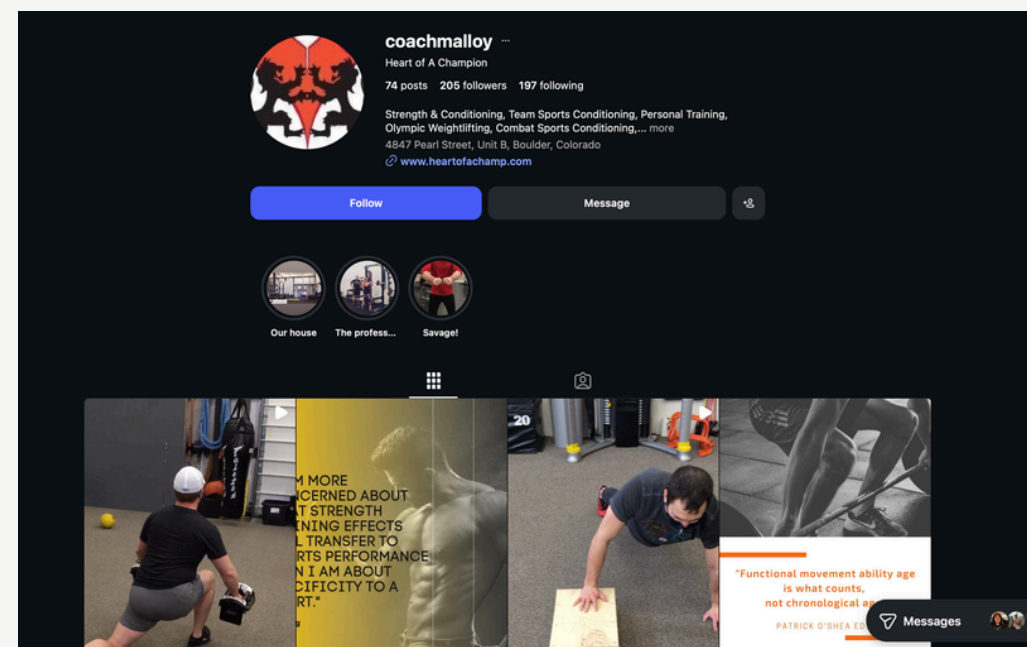 coachmalloy ...
Heart of A Champion
74 posts 205 followers 197 following
Strength & Conditioning, Team Sports Conditioning, Personal Training,
Olympic Weightlifting, Combat Sports Conditioning,... more
4847 Pearl Street, Unit B, Boulder, Colorado
www.heartofachamp.com
Follow Message
Our house The profess... Savage!
M MORE
NCERNED ABOUT
AT STRENGTH
INING EFFECTS
L TRANSFER TO
RTS PERFORMANCE
N I AM ABOUT
CIFICITY TO A
RT."
20
"Functional movement ability age
is what counts,
not chronological ag
PATRICK O'SHEA ED
Messages